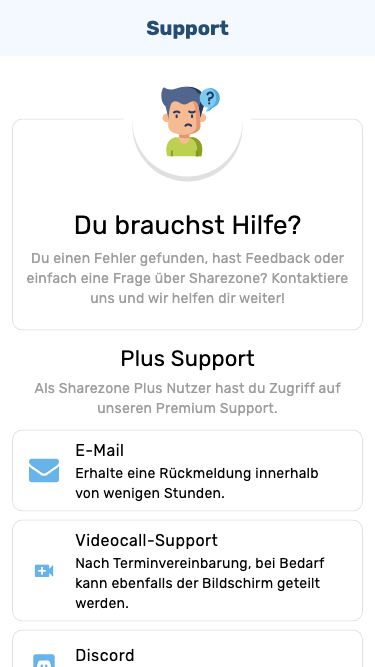 Support
?
Du brauchst Hilfe?
Du einen Fehler gefunden, hast Feedback oder
einfach eine Frage über Sharezone? Kontaktiere
uns und wir helfen dir weiter!
Plus Support
Als Sharezone Plus Nutzer hast du Zugriff auf
unseren Premium Support.
E-Mail
Erhalte eine Rückmeldung innerhalb
von wenigen Stunden.
Videocall-Support
Nach Terminvereinbarung, bei Bedarf
kann ebenfalls der Bildschirm geteilt
werden.
Discord